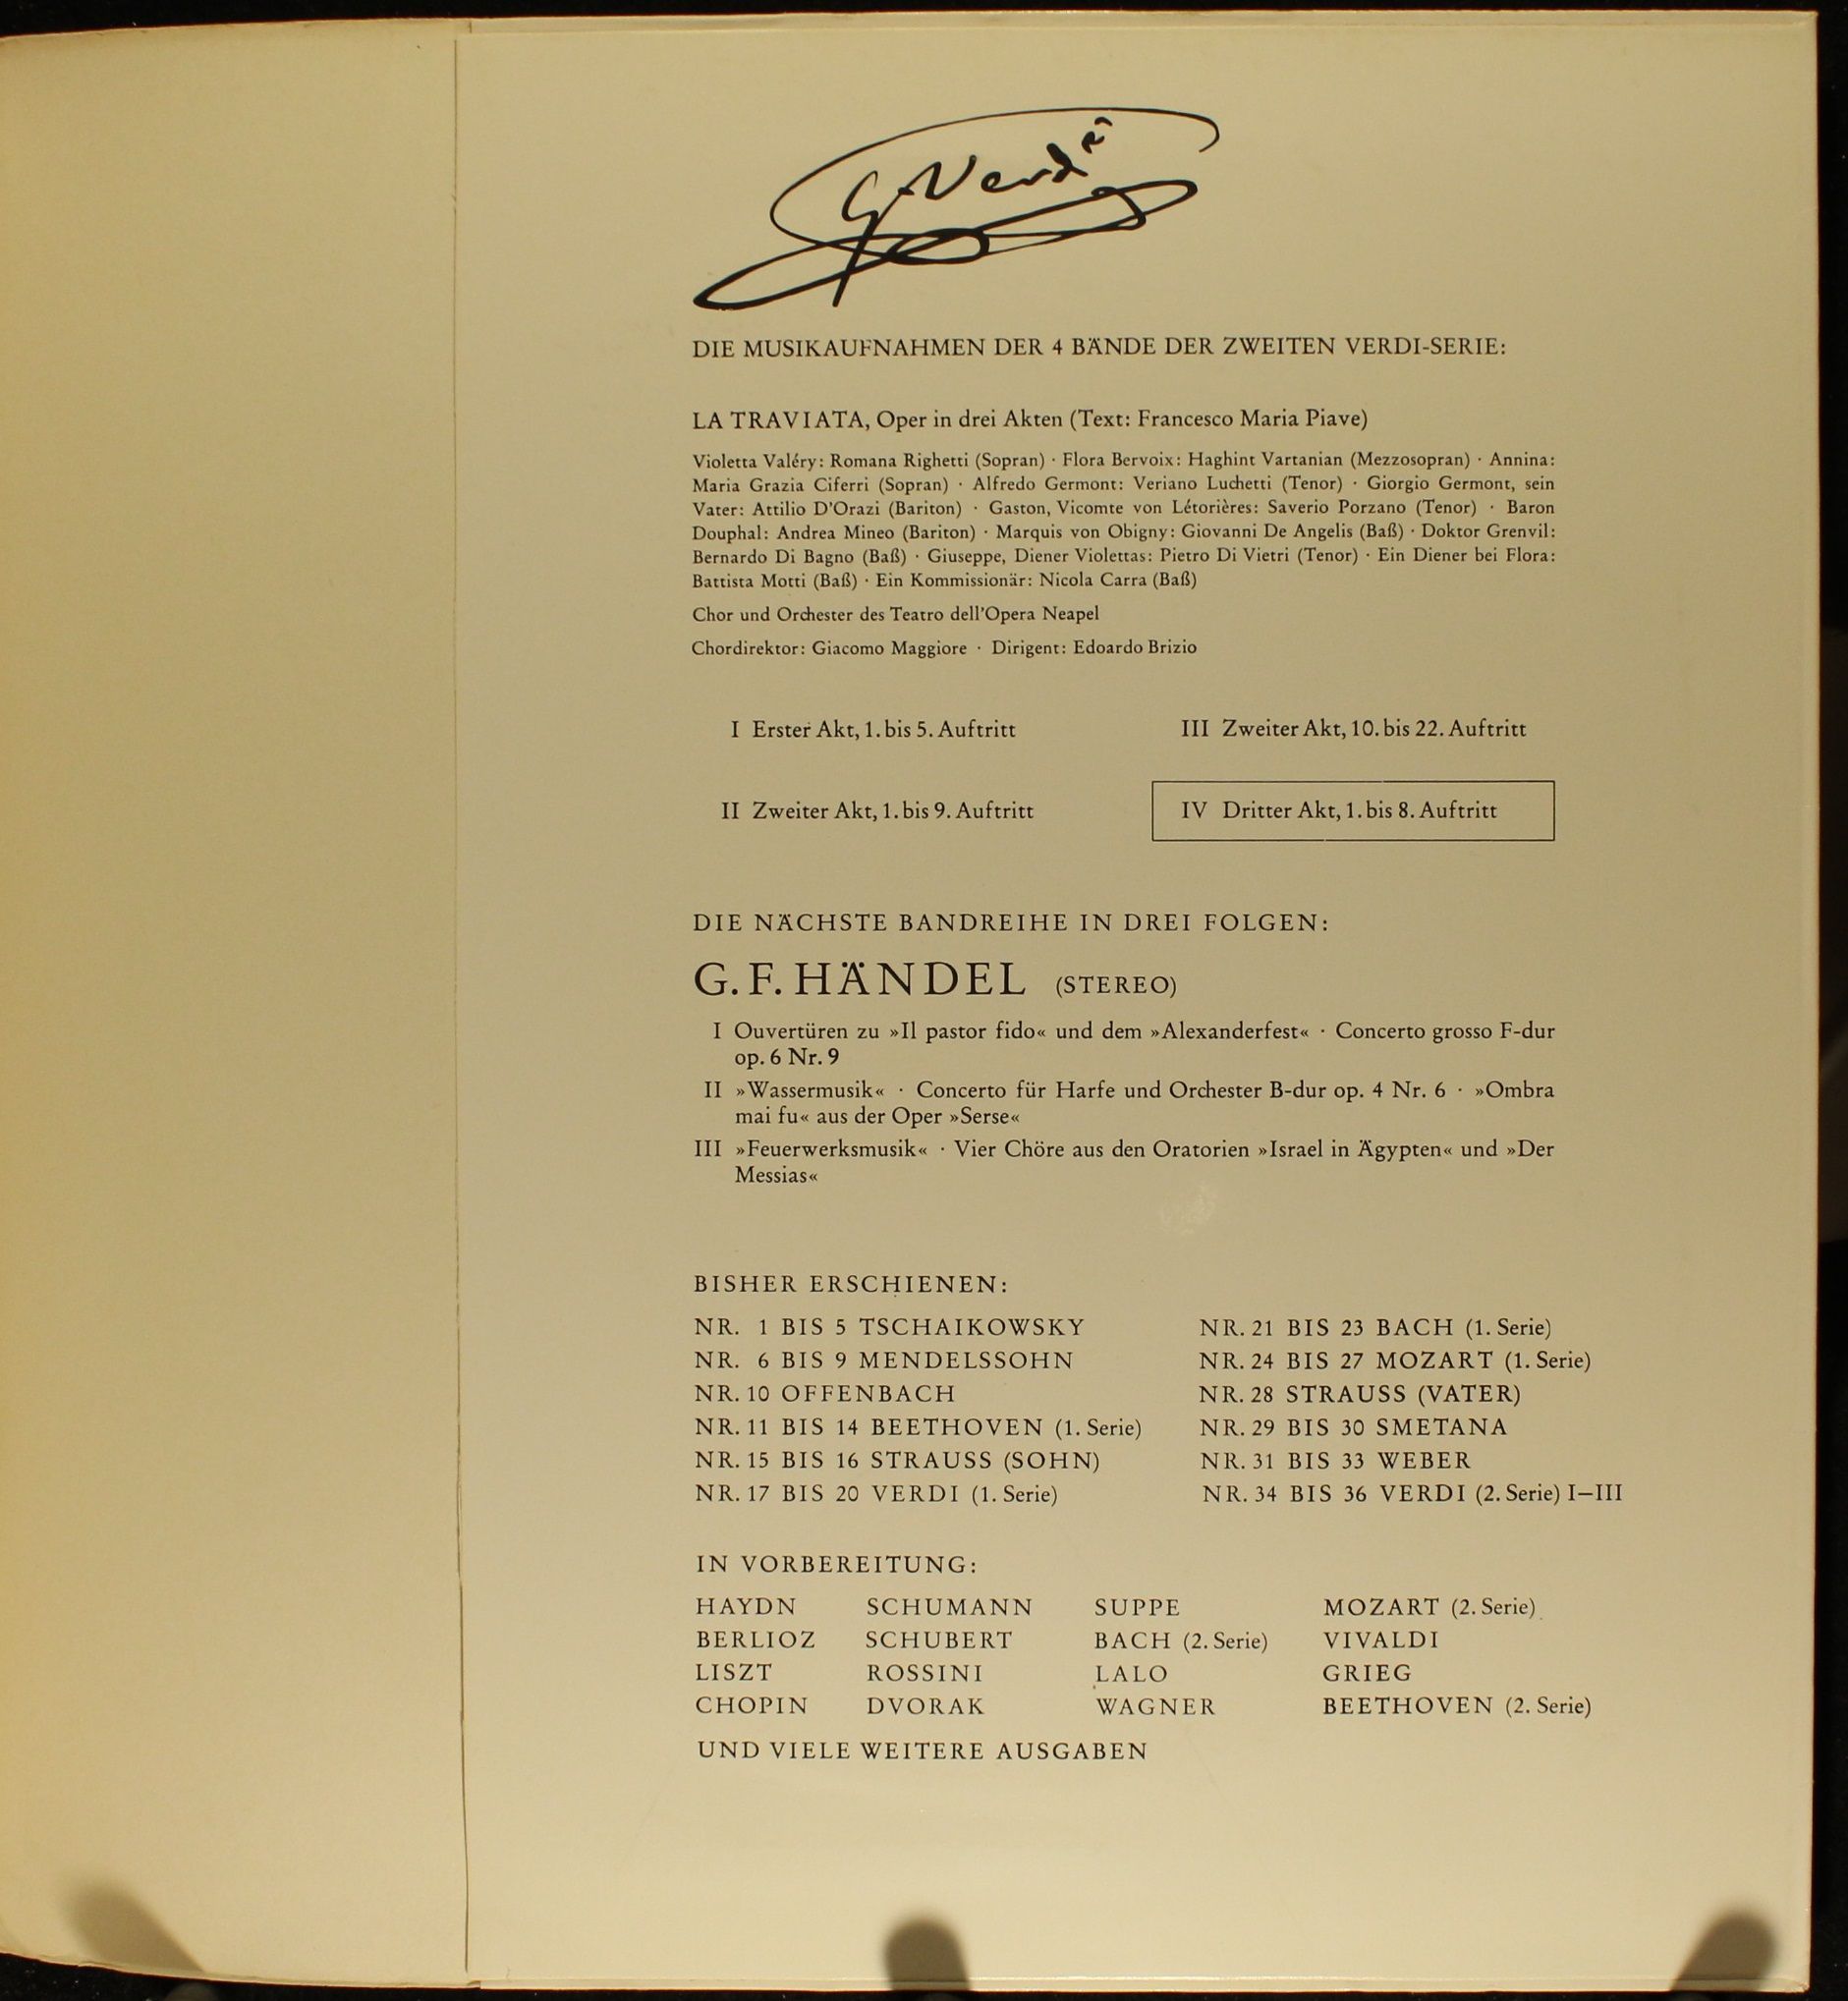 G. Verdi
DIE MUSIKAUFNAHMEN DER 4 BÄNDE DER ZWEITEN VERDI-SERIE:
LA TRAVIATA, Oper in drei Akten (Text: Francesco Maria Piave)
Violetta Valéry: Romana Righetti (Sopran) · Flora Bervoix: Haghint Vartanian (Mezzosopran) · Annina:
Maria Grazia Ciferri (Sopran) · Alfredo Germont: Veriano Luchetti (Tenor) · Giorgio Germont, sein
Vater: Attilio D'Orazi (Bariton) · Gaston, Vicomte von Létorières: Saverio Porzano (Tenor) · Baron
Douphal: Andrea Mineo (Bariton) · Marquis von Obigny: Giovanni De Angelis (Baß) · Doktor Grenvil:
Bernardo Di Bagno (Baß) · Giuseppe, Diener Violettas: Pietro Di Vietri (Tenor) · Ein Diener bei Flora:
Battista Motti (Baß) · Ein Kommissionär: Nicola Carra (Baß)
Chor und Orchester des Teatro dell'Opera Neapel
Chordirektor: Giacomo Maggiore · Dirigent: Edoardo Brizio
I Erster Akt, 1. bis 5. Auftritt
II Zweiter Akt, 1. bis 9. Auftritt
III Zweiter Akt, 10. bis 22. Auftritt
IV Dritter Akt, 1. bis 8. Auftritt
DIE NÄCHSTE BANDREIHE IN DREI FOLGEN:
G. F. HÄNDEL (STEREO)
I Ouvertüren zu »Il pastor fido« und dem »Alexanderfest« · Concerto grosso F-dur
op. 6 Nr. 9
II »Wassermusik« · Concerto für Harfe und Orchester B-dur op. 4 Nr. 6 · »Ombra
mai fu« aus der Oper »Serse«
III »Feuerwerksmusik« · Vier Chöre aus den Oratorien »Israel in Ägypten« und »Der
Messias«
BISHER ERSCHIENEN:
NR. 1 BIS 5 TSCHAIKOWSKY
NR. 6 BIS 9 MENDELSSOHN
NR. 10 OFFENBACH
NR. 11 BIS 14 BEETHOVEN (1. Serie)
NR. 15 BIS 16 STRAUSS (SOHN)
NR. 17 BIS 20 VERDI (1. Serie)
NR. 21 BIS 23 BACH (1. Serie)
NR. 24 BIS 27 MOZART (1. Serie)
NR. 28 STRAUSS (VATER)
NR. 29 BIS 30 SMETANA
NR. 31 BIS 33 WEBER
NR. 34 BIS 36 VERDI (2. Serie) I–III
IN VORBEREITUNG:
HAYDN SCHUMANN SUPPE MOZART (2. Serie)
BERLIOZ SCHUBERT BACH (2. Serie) VIVALDI
LISZT ROSSINI LALO GRIEG
CHOPIN DVORAK WAGNER BEETHOVEN (2. Serie)
UND VIELE WEITERE AUSGABEN